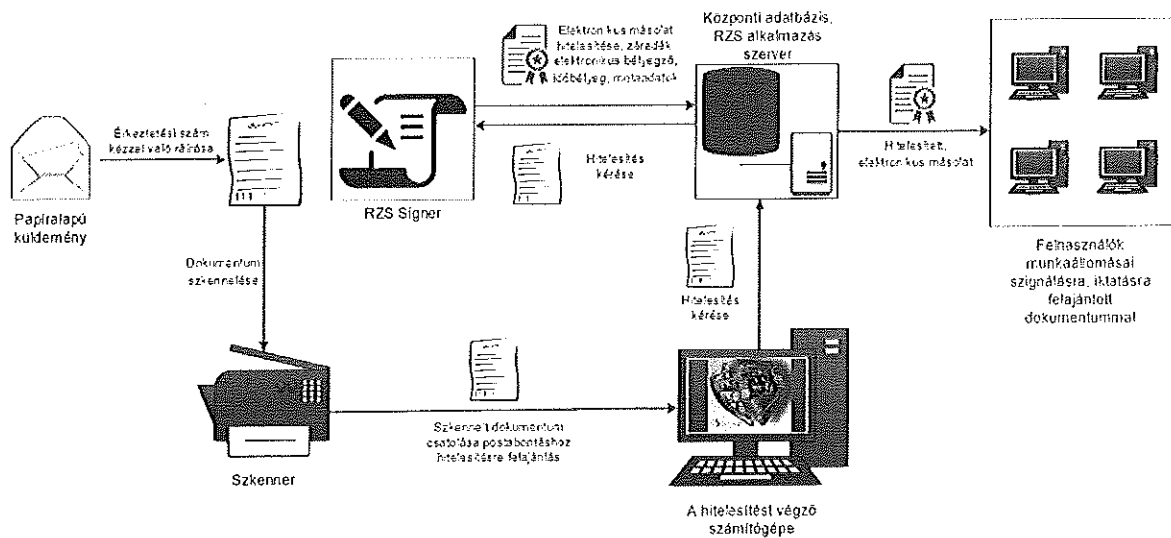 Papíralapú
küldemény
Érkeztetési szám
kézzel való ráírása
Dokumentum
szkennelése
Szkenner
Szkennelt dokumentum
csatolása postabontáshoz
hitelesítésre felajánlás
A hitelesítést végző
számítógépe
Hitelesítés
kérése
Központi adatbázis,
RZS alkalmazás
szerver
Hitelesítés
kérése
RZS Signer
Elektronikus másolat
hitelesítése, záradék
elektronikus bélyegző,
időbélyeg, metaadatok
Hitelesített,
elektronikus másolat
Felhasználók
munkaállomásai
szignálásra, iktatásra
felajánlott
dokumentummal